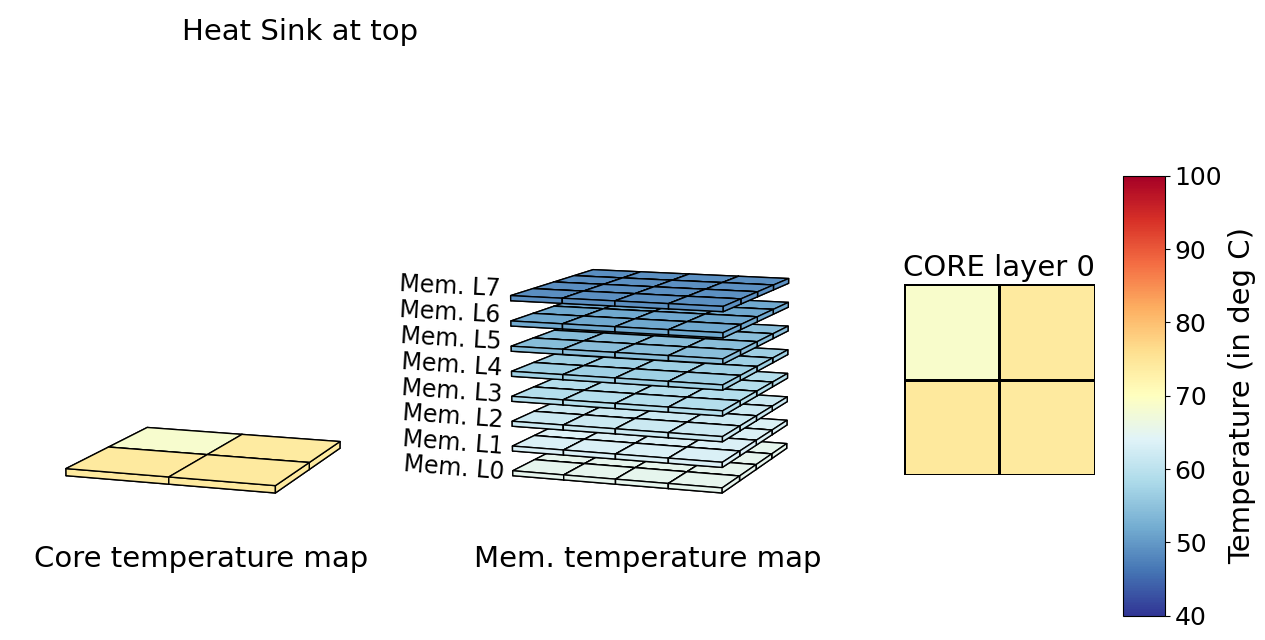 Heat Sink at top
Mem. L7
Mem. L6
Mem. L5
Mem. L4
Mem. L3
Mem. L2
Mem. L1
Mem. L0
Core temperature map
Mem. temperature map
CORE layer 0
100
90
80
70
60
50
40
Temperature (in deg C)